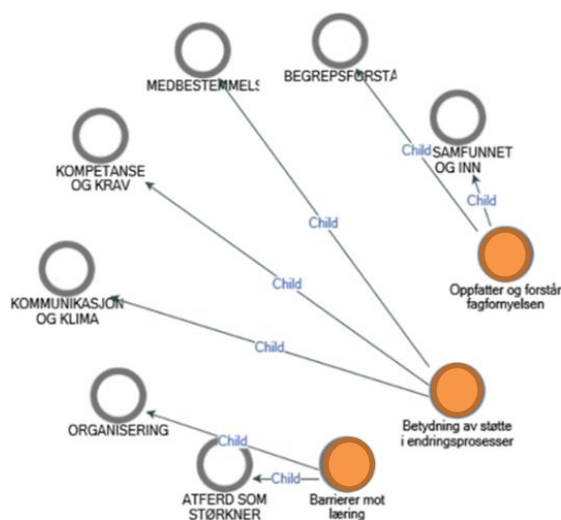 MEDBESTEMMELS
BEGREPSFORSTÅ
Child
SAMFUNNET
OG INN
Child
KOMPETANSE
OG KRAV
Child
Oppfatter og forstår
fagfornyelsen
Child
KOMMUNIKASJON
OG KLIMA
Child
Betydning av støtte
i endringsprosesser
ORGANISERING
Child
Child
ATFERD SOM
STØRKNER
Barrierer mot
læring